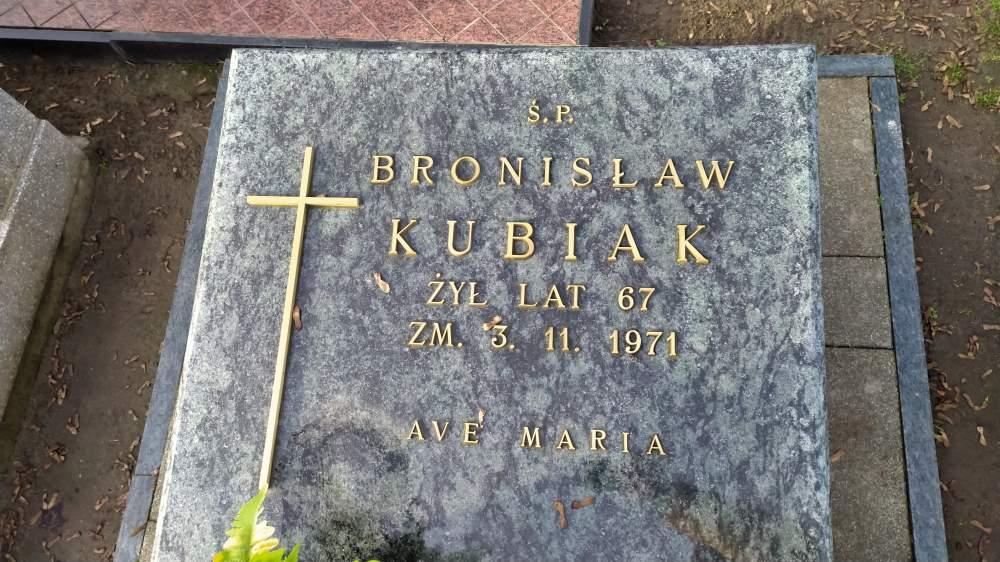 Ś.P.
BRONISŁAW
KUBIAK
ŻYŁ LAT 67
ZM. 3. 11. 1971
AVE MARIA